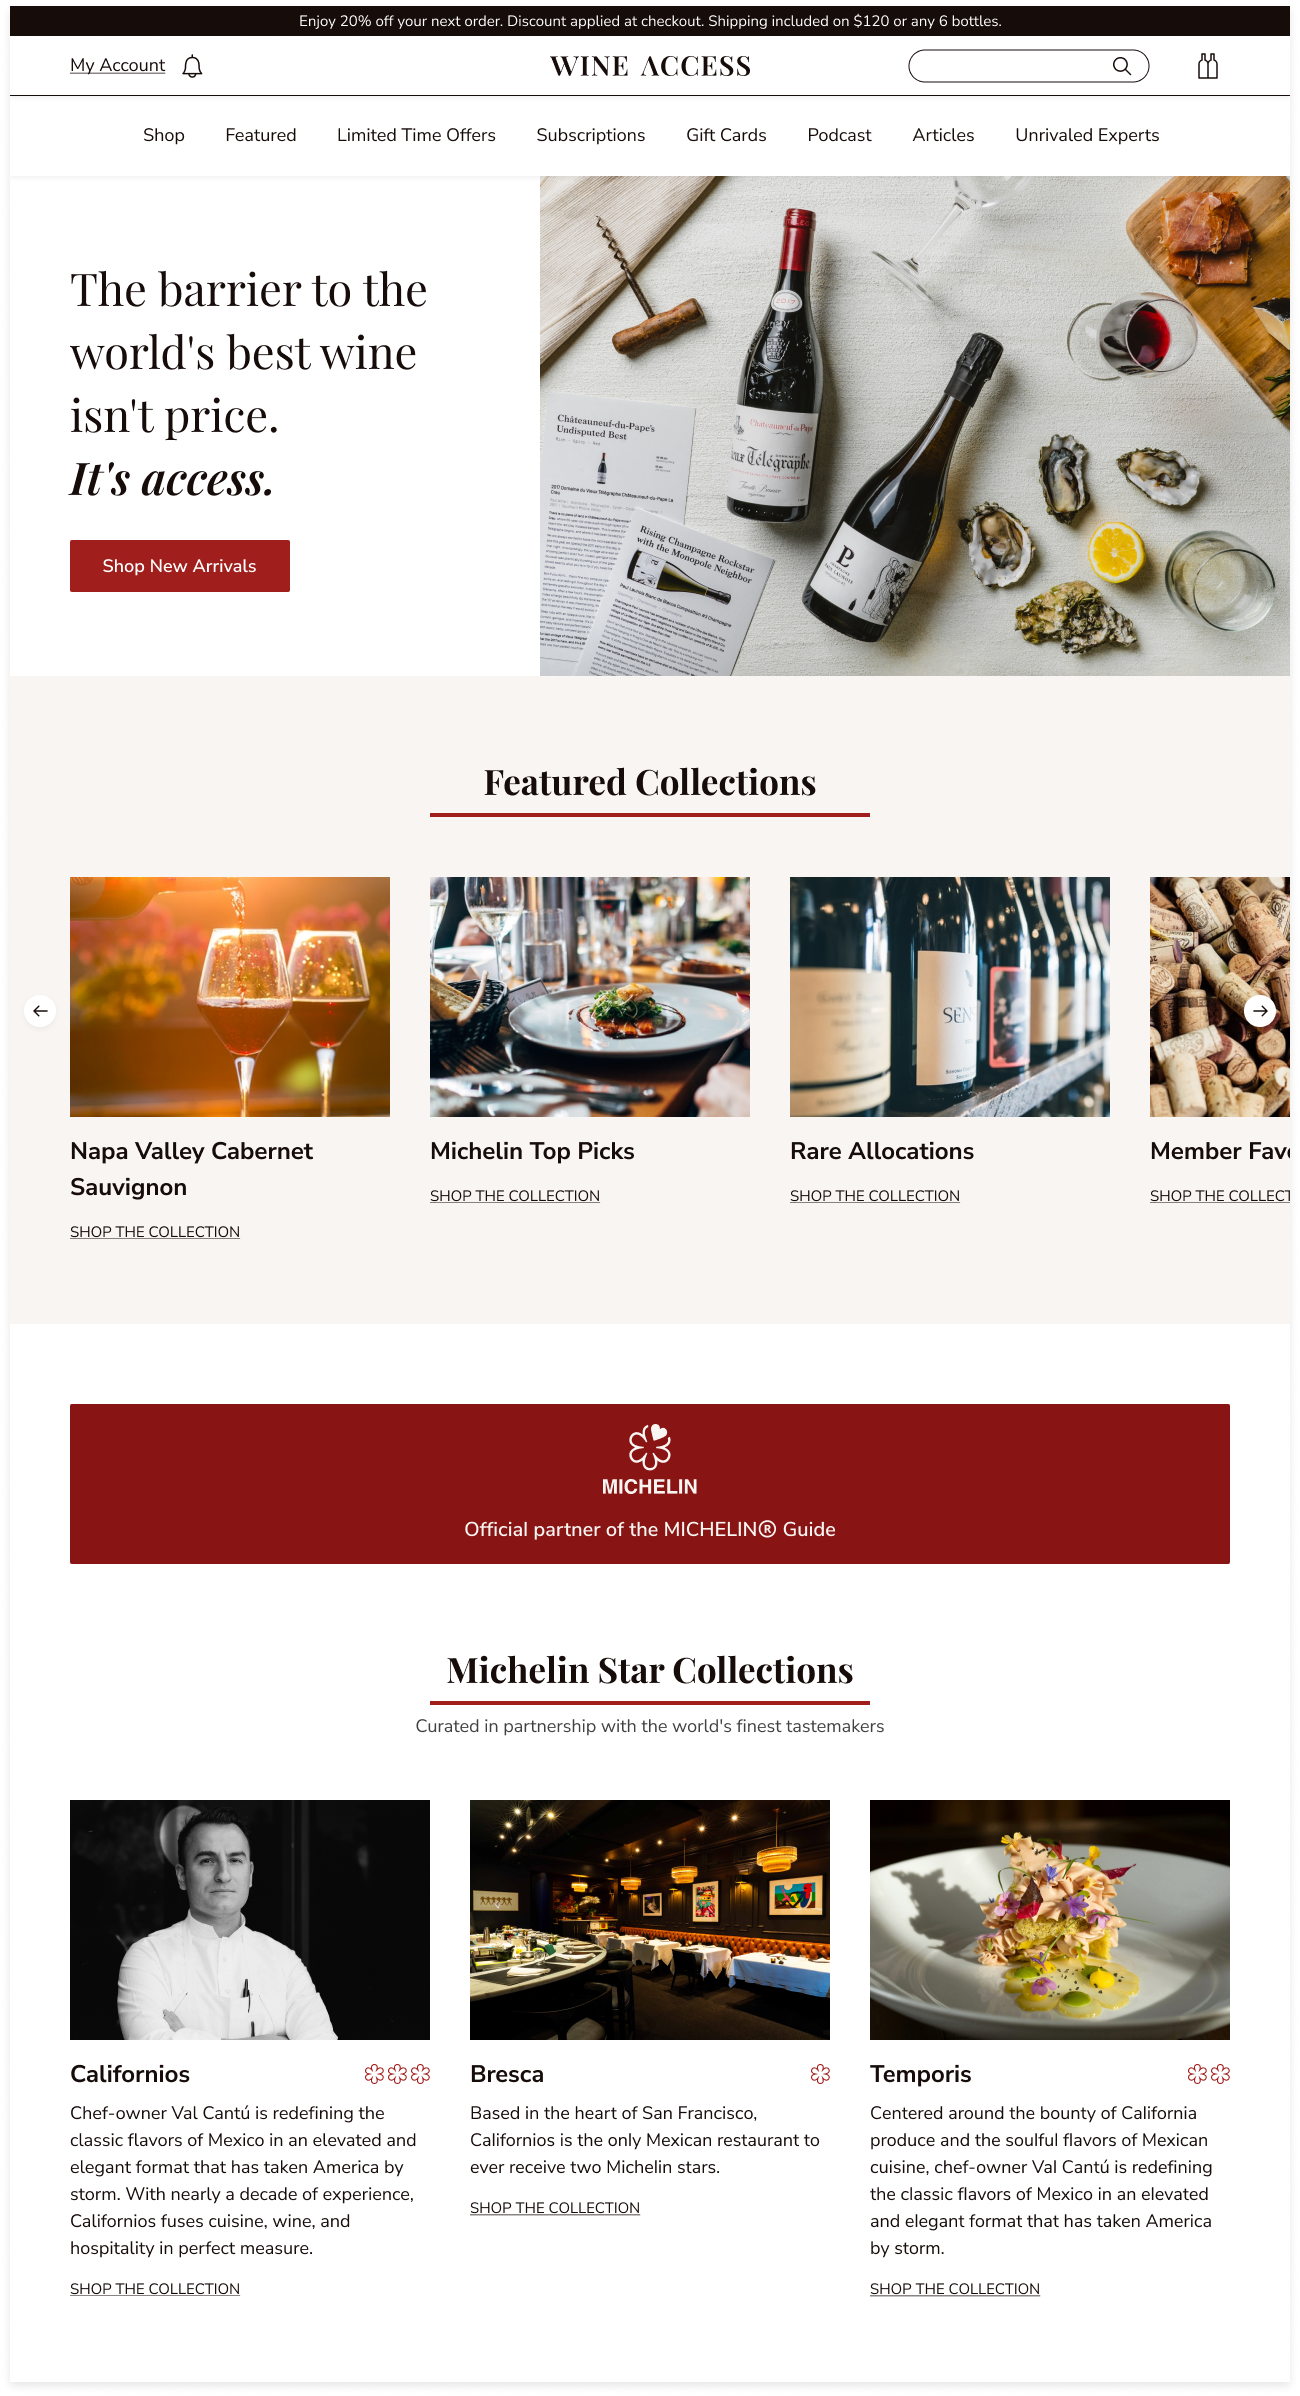 Enjoy 20% off your next order. Discount applied at checkout. Shipping included on $120 or any 6 bottles.
My Account
WINE ACCESS
Shop Featured Limited Time Offers Subscriptions Gift Cards Podcast Articles Unrivaled Experts
The barrier to the
world's best wine
isn't price.
It's access.
Shop New Arrivals
2017
Châteauneuf-du-Pape
Télégraphe
Châteauneuf-du-Pape's
Undisputed Best
Rising Champagne Rockstar
with the Monopole Neighbor
Featured Collections
SEN
Napa Valley Cabernet
Sauvignon
SHOP THE COLLECTION
Michelin Top Picks
SHOP THE COLLECTION
Rare Allocations
SHOP THE COLLECTION
Member Favo
SHOP THE COLLECT
MICHELIN
Official partner of the MICHELIN® Guide
Michelin Star Collections
Curated in partnership with the world's finest tastemakers
Californios
Chef-owner Val Cantú is redefining the
classic flavors of Mexico in an elevated and
elegant format that has taken America by
storm. With nearly a decade of experience,
Californios fuses cuisine, wine, and
hospitality in perfect measure.
SHOP THE COLLECTION
Bresca
Based in the heart of San Francisco,
Californios is the only Mexican restaurant to
ever receive two Michelin stars.
SHOP THE COLLECTION
Temporis
Centered around the bounty of California
produce and the soulful flavors of Mexican
cuisine, chef-owner Val Cantú is redefining
the classic flavors of Mexico in an elevated
and elegant format that has taken America
by storm.
SHOP THE COLLECTION